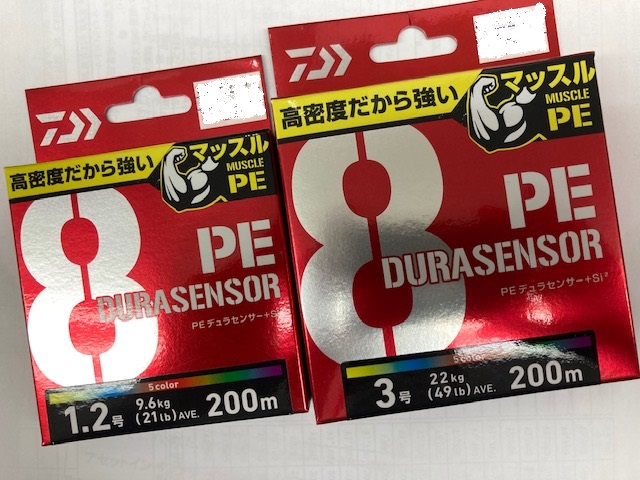 高密度だから強い
マッスル
MUSCLE
PE
8
PE
DURASENSOR
PEデュラセンサー+Si²
5color
1.2号
9.6kg
(21lb)AVE.
200m
高密度だから強い
マッスル
MUSCLE
PE
8
PE
DURASENSOR
PEデュラセンサー+Si²
5color
3号
22kg
(49lb)AVE.
200m